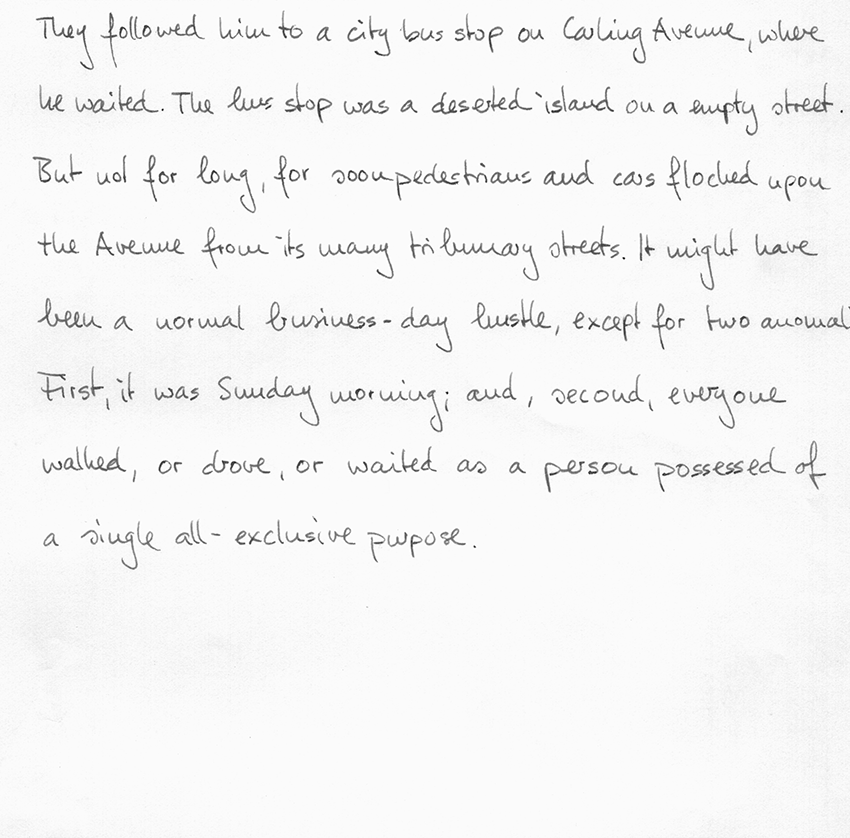 They followed him to a city bus stop on Carling Avenue, where
he waited. The bus stop was a deserted island on a empty street.
But not for long, for soon pedestrians and cars flocked upon
the Avenue from its many tributary streets. It might have
been a normal business-day hustle, except for two anomal
First, it was Sunday morning; and, second, everyone
walked, or drove, or waited as a person possessed of
a single all-exclusive purpose.